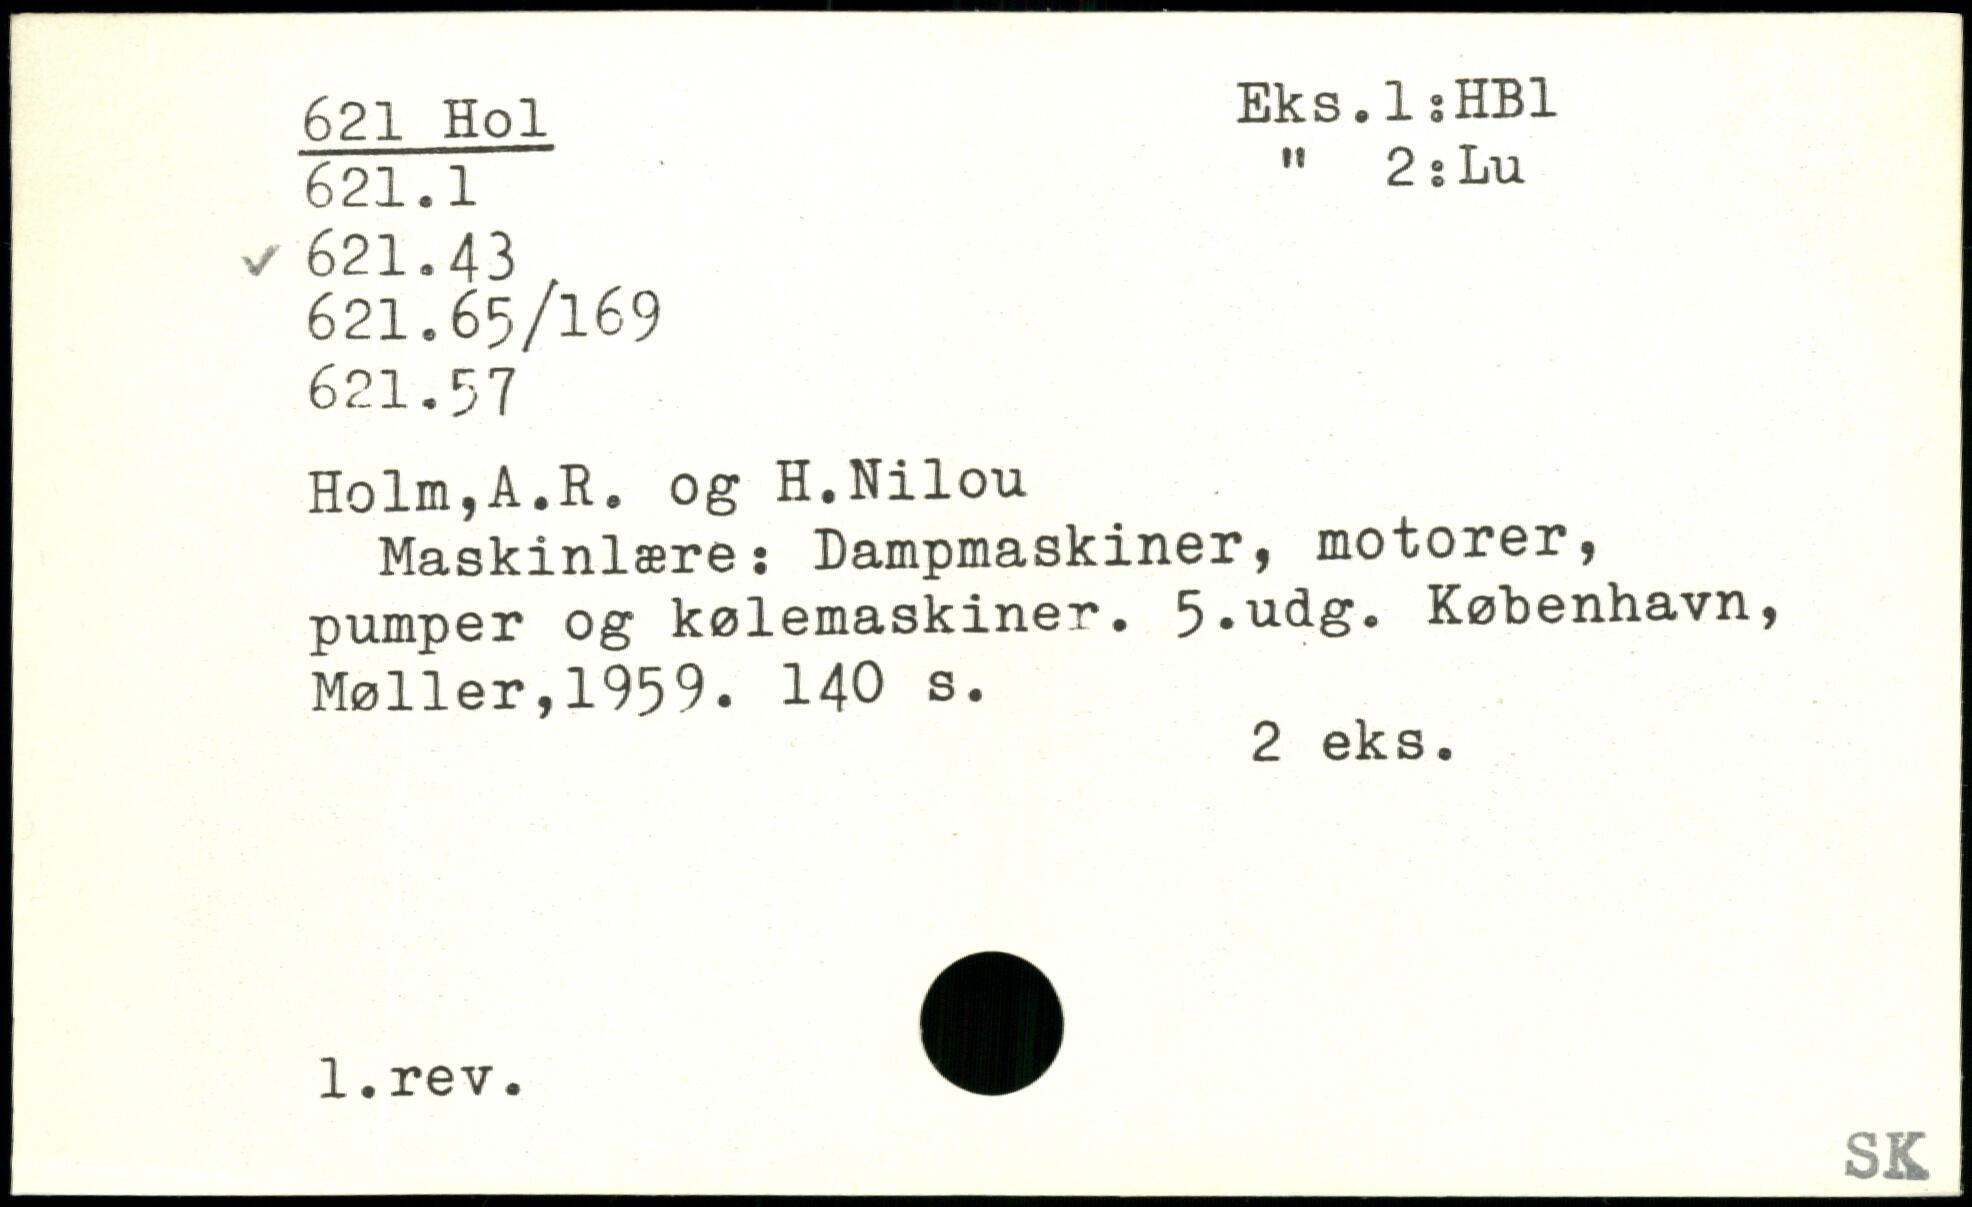 621 Hol
Eks.1:HB1
" 2:Lu
621.1
✓ 621.43
621.65/169
621.57
Holm,A.R. og H.Nilou
Maskinlære: Dampmaskiner, motorer,
pumper og kølemaskiner. 5.udg. København,
Møller,1959. 140 s.
2 eks.
1.rev.
SK